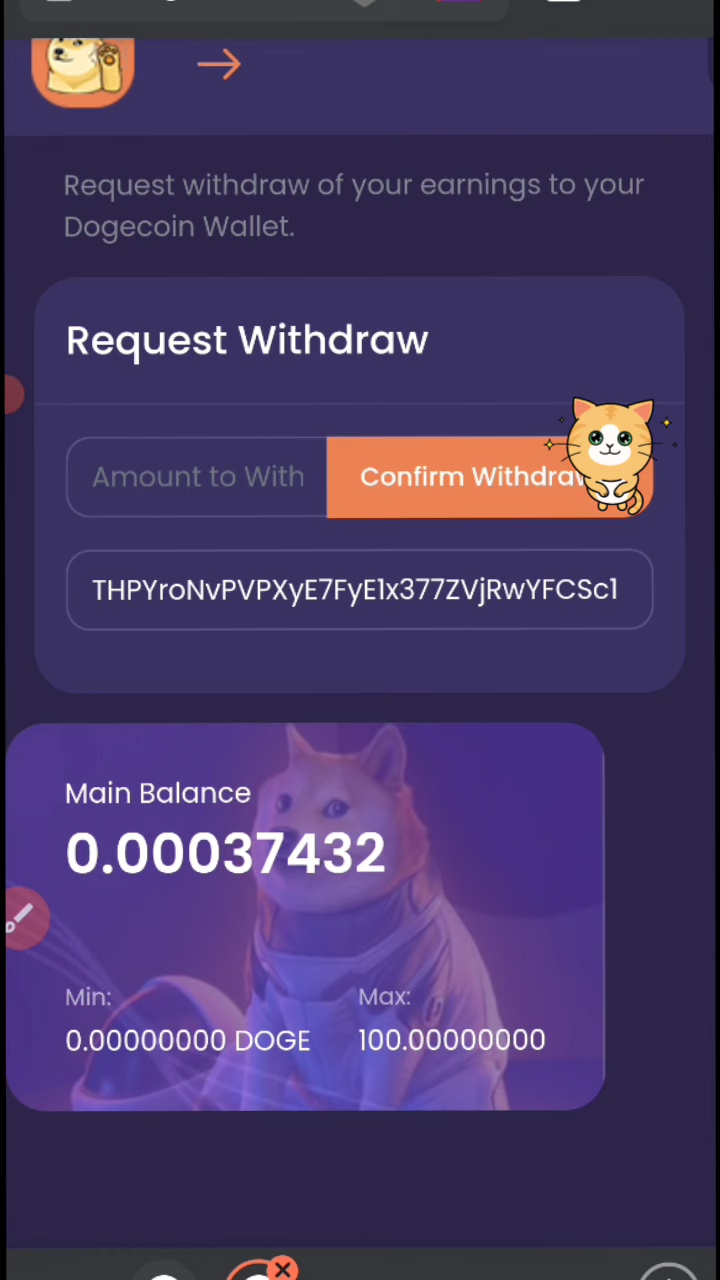 Request withdraw of your earnings to your
Dogecoin Wallet.
Request Withdraw
Amount to With
Confirm Withdraw
THPYroNvPVPXyE7FyE1x377ZVjRwYFCSc1
Main Balance
0.00037432
Min:
Max:
0.00000000 DOGE
100.00000000